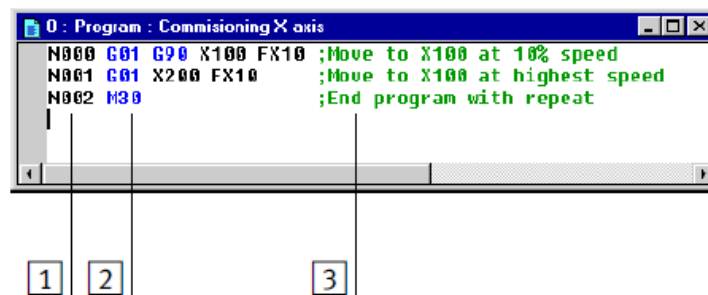 0 : Program : Commisioning X axis
N000 G01 G90 X100 FX10 ;Move to X100 at 10% speed
N001 G01 X200 FX10 ;Move to X100 at highest speed
N002 M30 ;End program with repeat
1 2 3